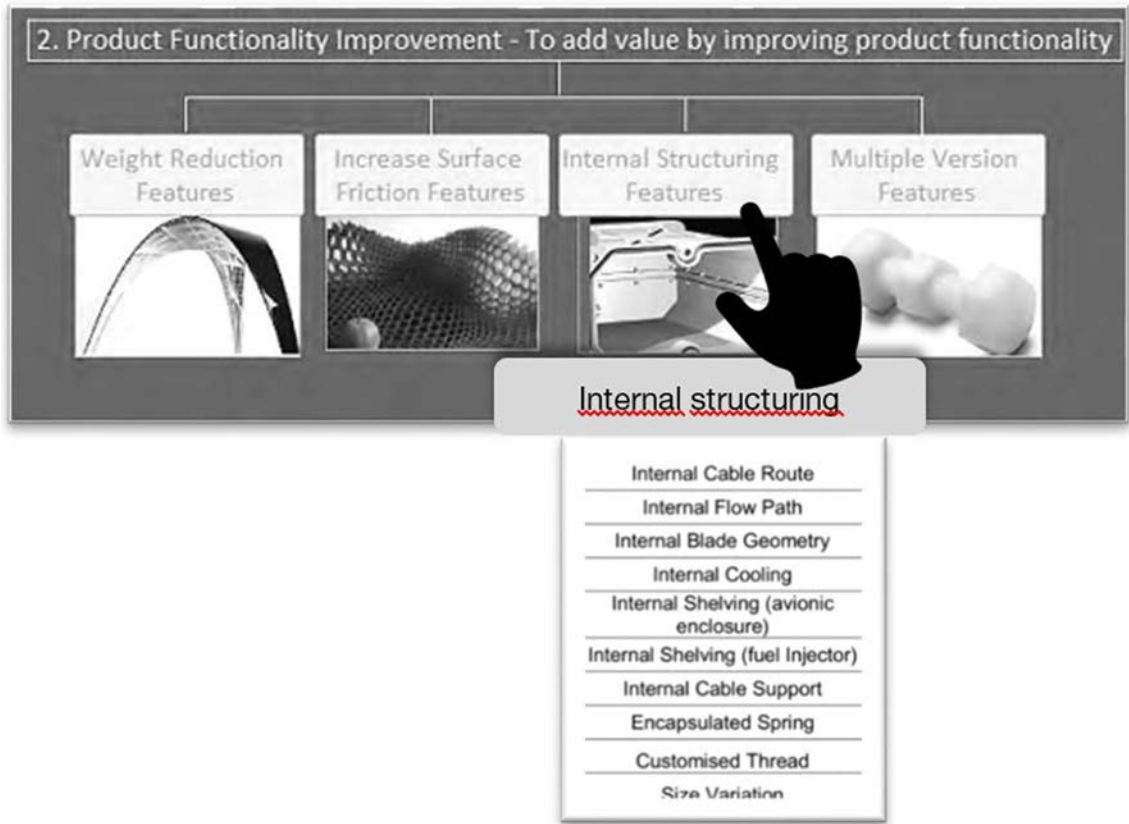 2. Product Functionality Improvement - To add value by improving product functionality
Weight Reduction
Features
Increase Surface
Friction Features
Internal Structuring
Features
Multiple Version
Features
Internal structuring
Internal Cable Route
Internal Flow Path
Internal Blade Geometry
Internal Cooling
Internal Shelving (avionic
enclosure)
Internal Shelving (fuel Injector)
Internal Cable Support
Encapsulated Spring
Customised Thread
Size Variation